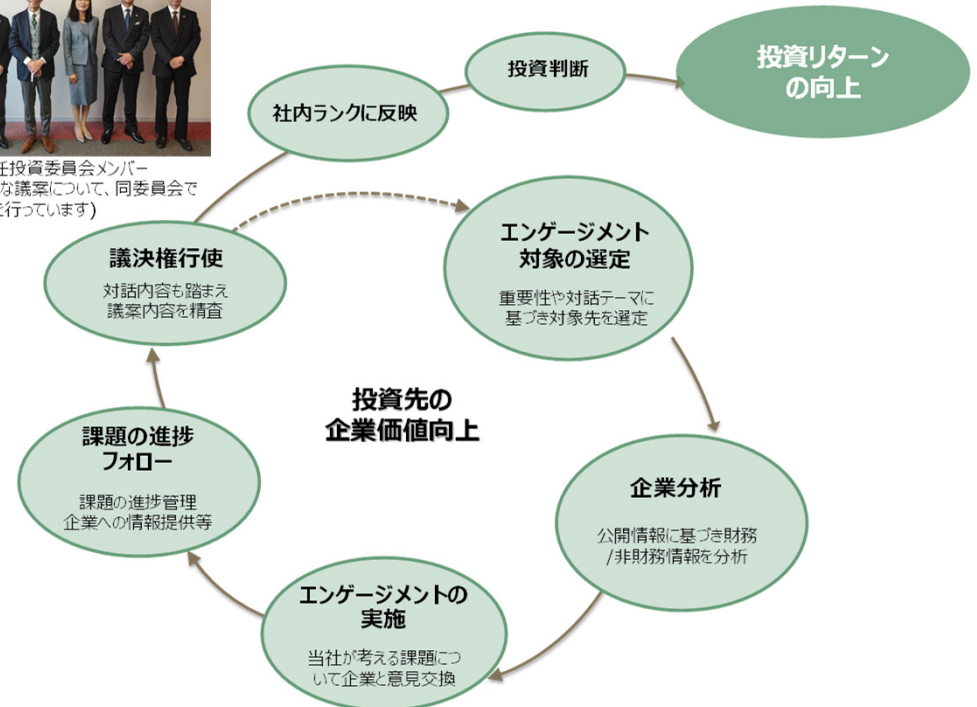 任投資委員会メンバー
な議案について、同委員会で
を行っています)
投資リターン
の向上
投資判断
社内ランクに反映
議決権行使
対話内容も踏まえ
議案内容を精査
エンゲージメント
対象の選定
重要性や対話テーマに
基づき対象先を選定
投資先の
企業価値向上
課題の進捗
フォロー
課題の進捗管理
企業への情報提供等
企業分析
公開情報に基づき財務
/非財務情報を分析
エンゲージメントの
実施
当社が考える課題につ
いて企業と意見交換